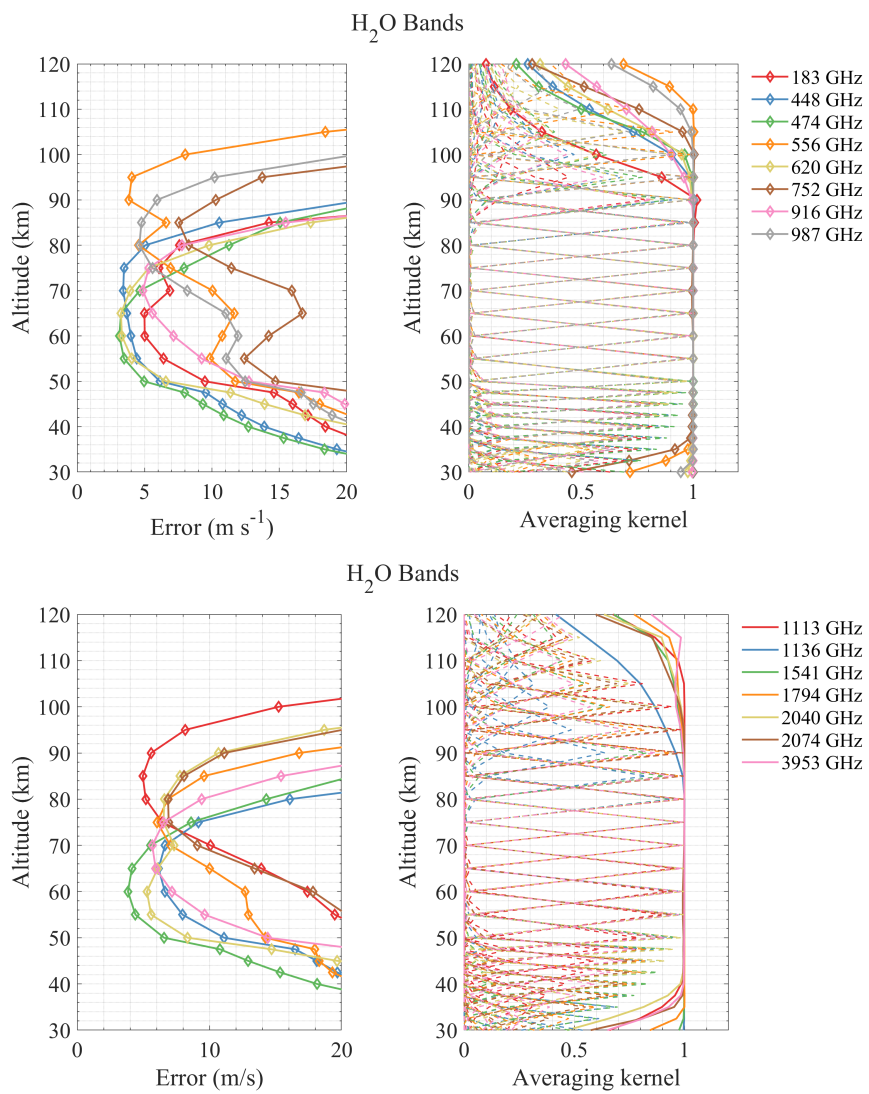 H2O Bands
120
110
100
90
80
70
60
50
40
30
0
5
10
15
20
Altitude (km)
Error (m s-1)
120
110
100
90
80
70
60
50
40
30
0
0.5
1
Altitude (km)
Averaging kernel
183 GHz
448 GHz
474 GHz
556 GHz
620 GHz
752 GHz
916 GHz
987 GHz
H2O Bands
120
110
100
90
80
70
60
50
40
30
0
10
20
Altitude (km)
Error (m/s)
120
110
100
90
80
70
60
50
40
30
0
0.5
1
Altitude (km)
Averaging kernel
1113 GHz
1136 GHz
1541 GHz
1794 GHz
2040 GHz
2074 GHz
3953 GHz